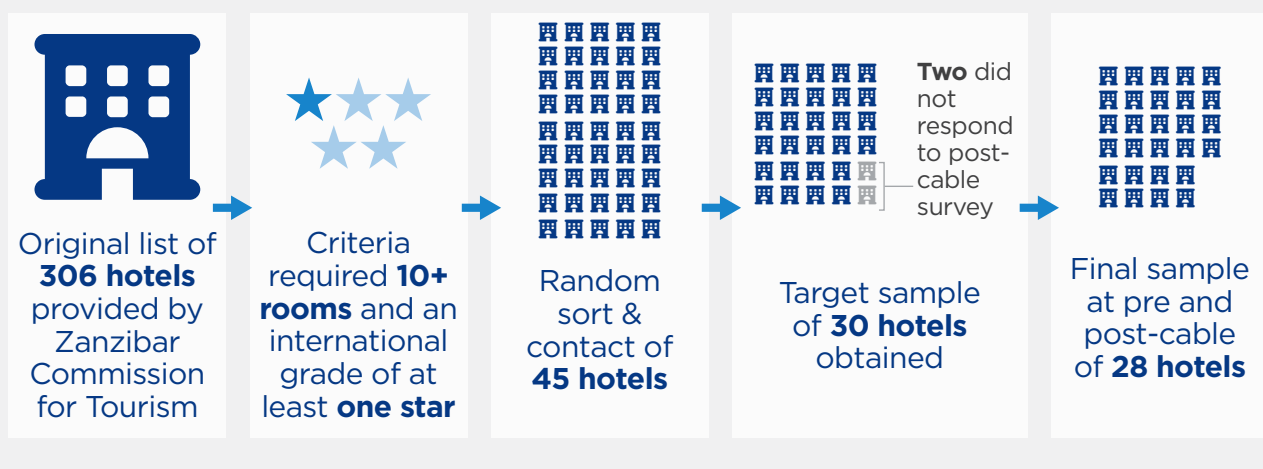 Original list of
306 hotels
provided by
Zanzibar
Commission
for Tourism
Criteria
required 10+
rooms and an
international
grade of at
least one star
Random
sort &
contact of
45 hotels
Two did
not
respond
to post-
cable
survey
Target sample
of 30 hotels
obtained
Final sample
at pre and
post-cable
of 28 hotels